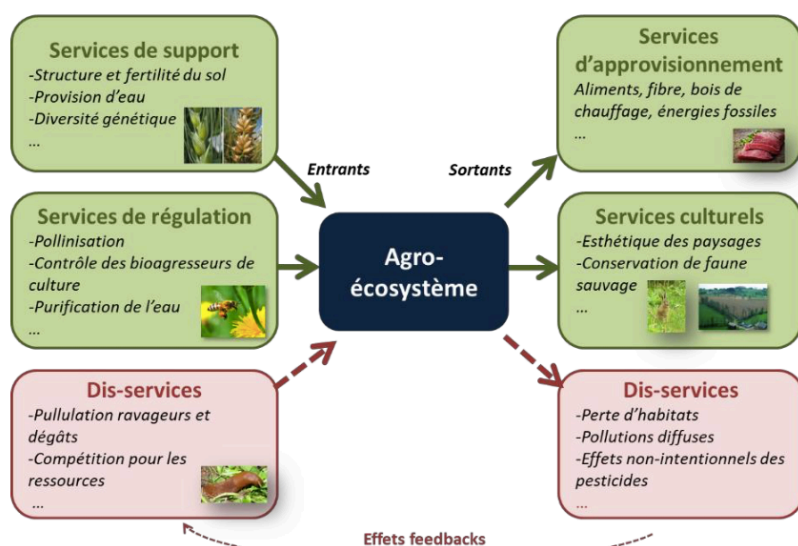 Services de support
-Structure et fertilité du sol
-Provision d'eau
-Diversité génétique
...
Services de régulation
-Pollinisation
-Contrôle des bioagresseurs de
culture
-Purification de l'eau
...
Dis-services
-Pullulation ravageurs et
dégâts
-Compétition pour les
ressources
...
Entrants
Sortants
Agro-
écosystème
Services
d'approvisionnement
Aliments, fibre, bois de
chauffage, énergies fossiles
...
Services culturels
-Esthétique des paysages
-Conservation de faune
sauvage
...
Dis-services
-Perte d'habitats
-Pollutions diffuses
-Effets non-intentionnels des
pesticides
...
Effets feedbacks